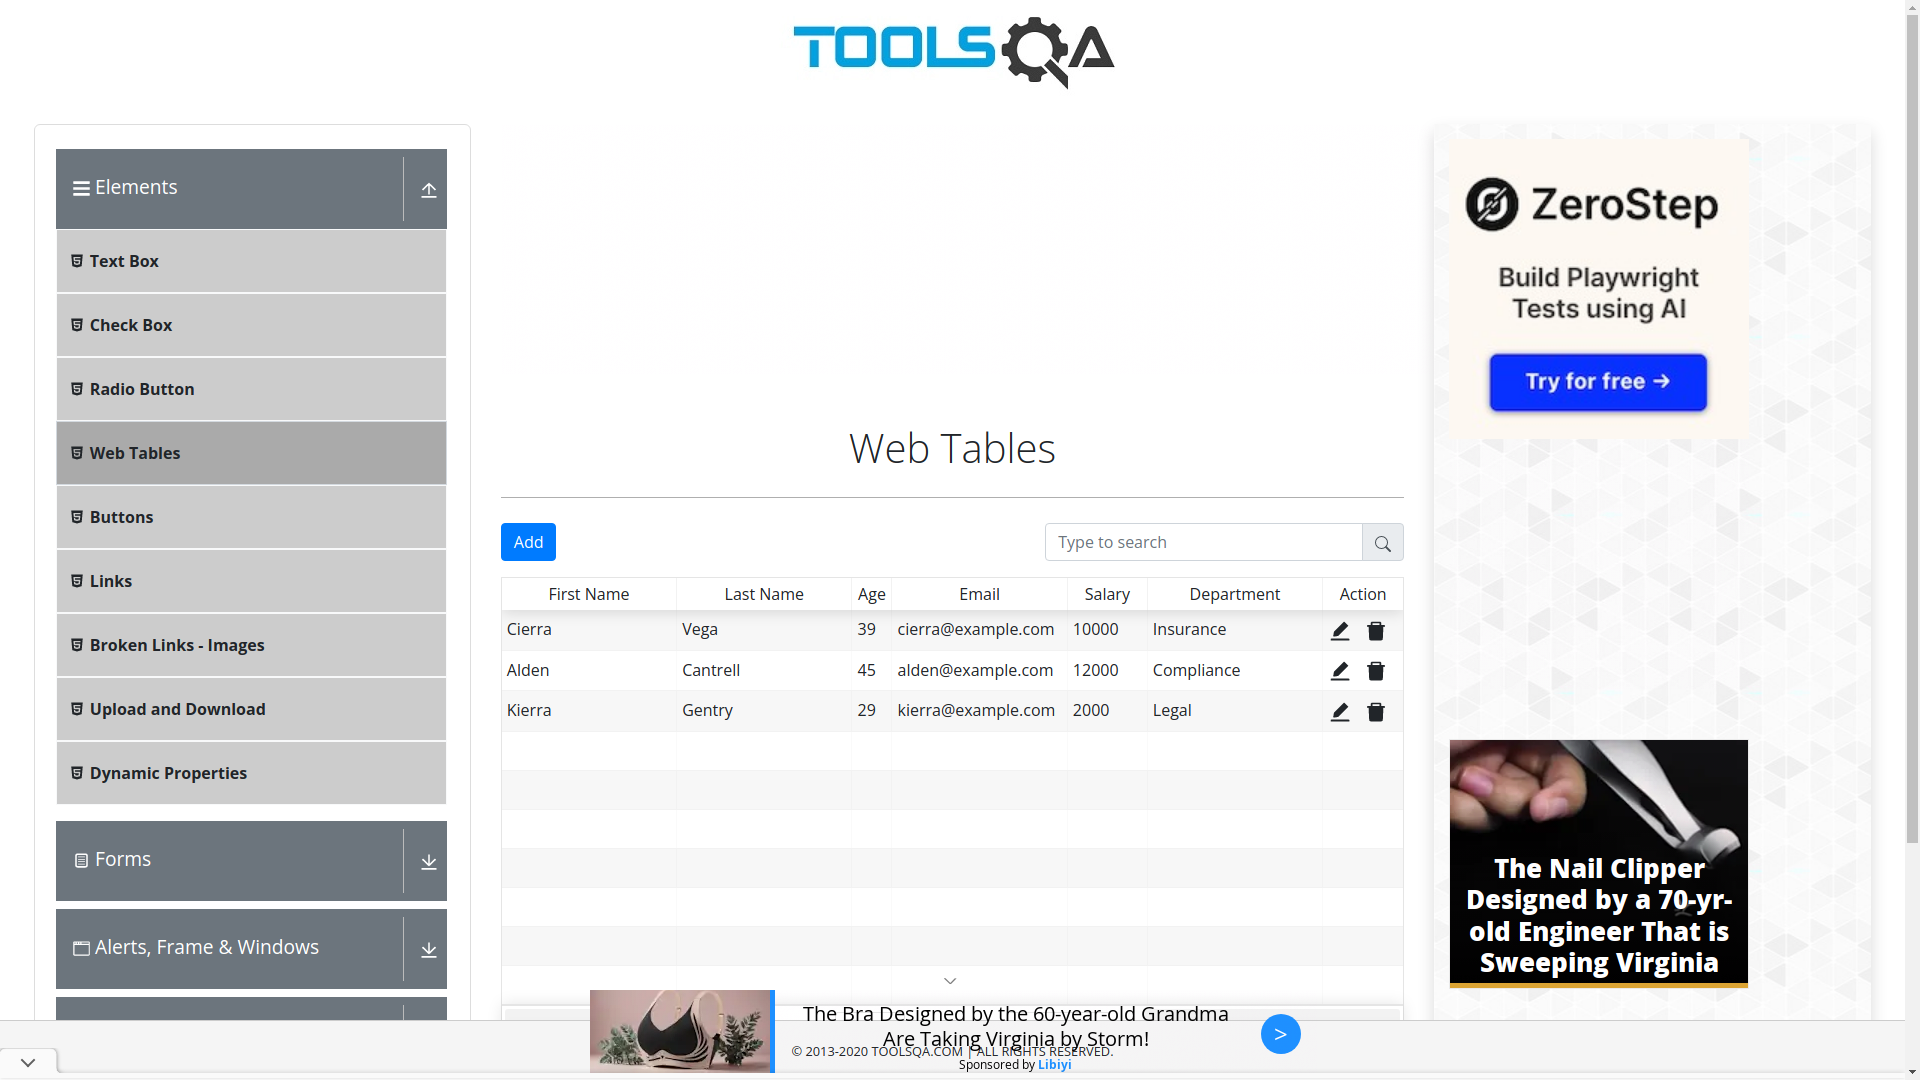 TOOLSQA
Elements
Text Box
Check Box
Radio Button
Web Tables
Buttons
Links
Broken Links - Images
Upload and Download
Dynamic Properties
Forms
Alerts, Frame & Windows
Web Tables
Add
Type to search
First Name Last Name Age Email Salary Department Action
Cierra Vega 39 cierra@example.com 10000 Insurance
Alden Cantrell 45 alden@example.com 12000 Compliance
Kierra Gentry 29 kierra@example.com 2000 Legal
ZeroStep
Build Playwright
Tests using AI
Try for free →
The Nail Clipper
Designed by a 70-yr-
old Engineer That is
Sweeping Virginia
The Bra Designed by the 60-year-old Grandma
Are Taking Virginia by Storm!
>
© 2013-2020 TOOLSQA.COM | ALL RIGHTS RESERVED.
Sponsored by Libiyi